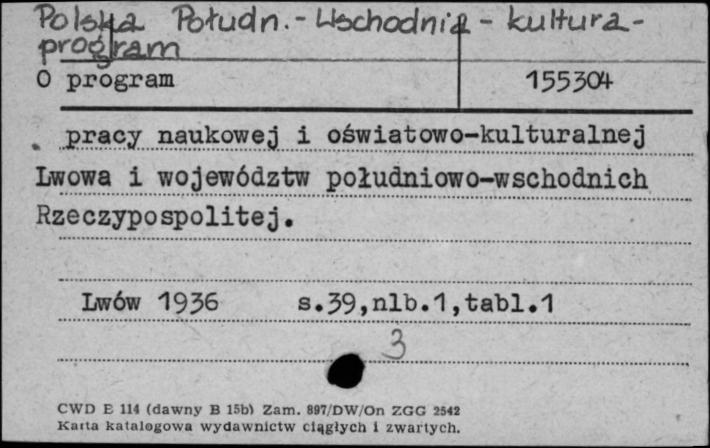 Polska Połudn.-Wschodnia - kultura-
program
O program 155304
pracy naukowej i oświatowo-kulturalnej
Lwowa i województw południowo-wschodnich
Rzeczypospolitej.
Lwów 1936 s.39,nlb.1,tabl.1
3
CWD E 114 (dawny B 15b) Zam. 897/DW/On ZGG 2542
Karta katalogowa wydawnictw ciągłych i zwartych.